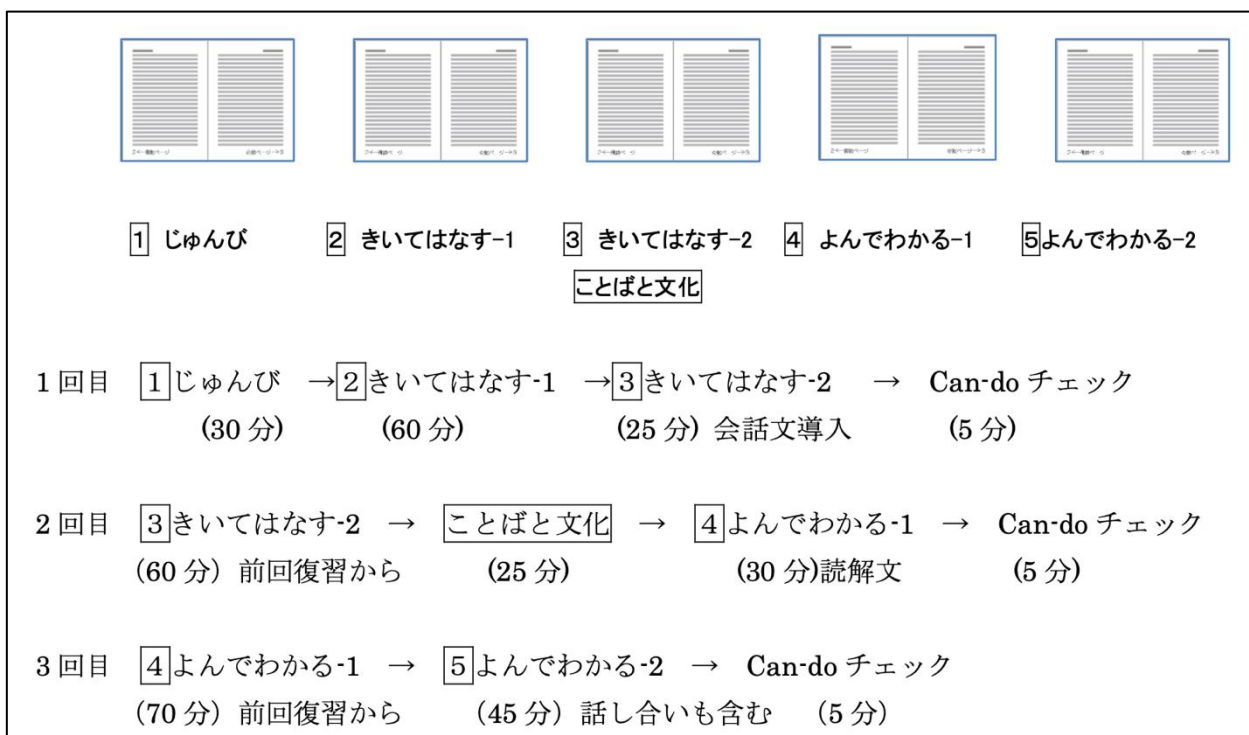 1 じゅんび 2 きいてはなす-1 3 きいてはなす-2 4 よんでわかる-1 5よんでわかる-2
ことばと文化
1回目 1じゅんび →2きいてはなす-1 →3きいてはなす-2 → Can-do チェック
(30分) (60分) (25分) 会話文導入 (5分)
2回目 3きいてはなす-2 → ことばと文化 → 4よんでわかる-1 → Can-do チェック
(60分) 前回復習から (25分) (30分)読解文 (5分)
3回目 4よんでわかる-1 → 5よんでわかる-2 → Can-do チェック
(70分) 前回復習から (45分) 話し合いも含む (5分)